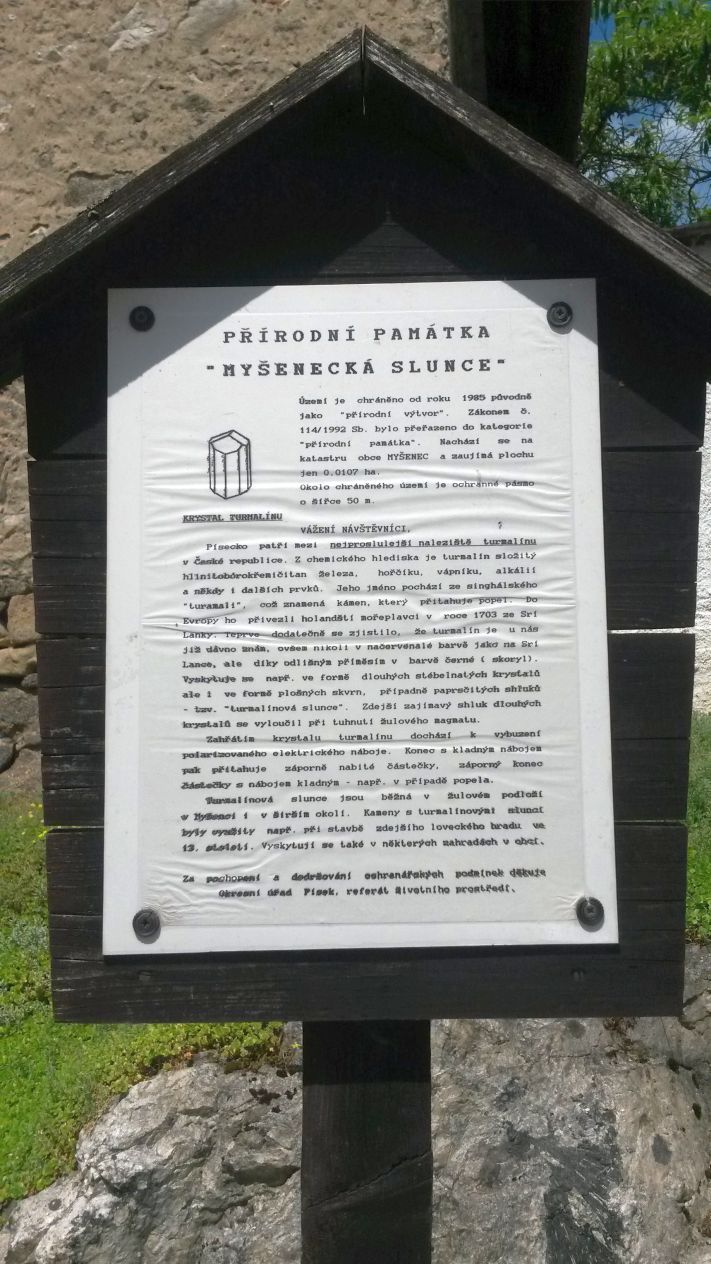 PŘÍRODNÍ PAMÁTKA
"MYŠENECKÁ SLUNCE"
Území je chráněno od roku 1985 původně
jako "přírodní výtvor". Zákonem č.
114/1992 Sb. bylo přeřazeno do kategorie
"přírodní památka". Nachází se na
katastru obce MYŠENEC a zaujímá plochu
jen 0.0107 ha.
Okolo chráněného území je ochranné pásmo
o šířce 50 m.
KRYSTAL TURMALÍNU
VÁŽENÍ NÁVŠTĚVNÍCI,
Písecko patří mezi nejproslulejší naleziště turmalínu
v České republice. Z chemického hlediska je turmalín složitý
hlinitobórokřemičitan železa, hořčíku, vápníku, alkálií
a někdy i dalších prvků. Jeho jméno pochází ze singhálského
"turamali", což znamená kámen, který přitahuje popel. Do
Evropy ho přivezli holandští mořeplavci v roce 1703 ze Srí
Lanky. Teprve dodatečně se zjistilo, že turmalín je u nás
již dávno znám, ovšem nikoli v načervenalé barvě jako na Srí
Lance, ale díky odlišným příměsím v barvě černé ( skoryl).
Vyskytuje se např. ve formě dlouhých stébelnatých krystalů
ale i ve formě plošných skvrn, případně paprsčitých shluků
- tzv. "turmalínová slunce". Zdejší zajímavý shluk dlouhých
krystalů se vyloučil při tuhnutí žulového magmatu.
Zahřátím krystalu turmalínu dochází k vybuzení
polarizovaného elektrického náboje. Konec s kladným nábojem
pak přitahuje záporně nabité částečky, záporný konec
částečky s nábojem kladným - např. v případě popela.
Turmalínová slunce jsou běžná v žulovém podloží
v Myšenci i v širším okolí. Kameny s turmalínovými slunci
byly využity např. při stavbě zdejšího loveckého hradu ve
13. století. Vyskytují se také v některých zahradách v obci.
Za pochopení a dodržování ochranářských podmínek děkuje
Okresní úřad Písek, referát životního prostředí.